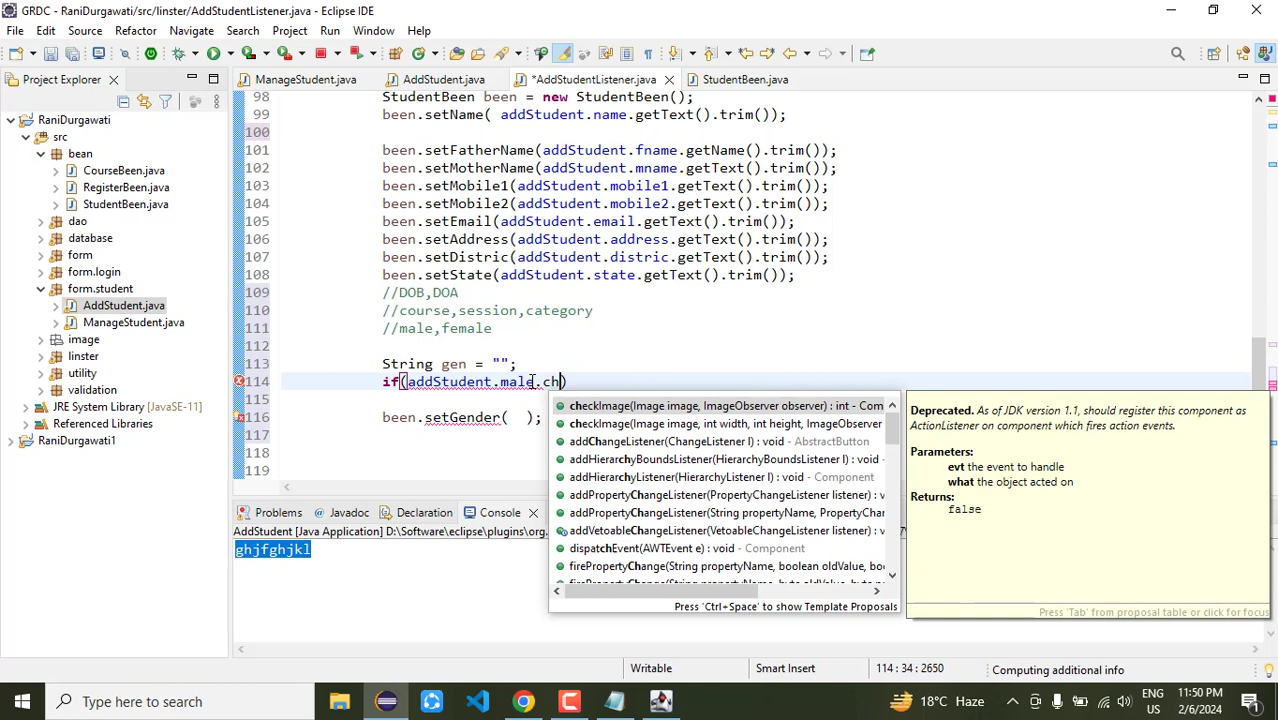 GRDC - RaniDurgawati/src/linster/AddStudentListener.java - Eclipse IDE
File Edit Source Refactor Navigate Search Project Run Window Help
Project Explorer
ManageStudent.java
AddStudent.java
*AddStudentListener.java
StudentBeen.java
RaniDurgawati
src
bean
CourseBeen.java
RegisterBeen.java
StudentBeen.java
dao
database
form
form.login
form.student
AddStudent.java
ManageStudent.java
image
linster
utility
validation
JRE System Library [JavaSE-11]
Referenced Libraries
RaniDurgawati1
98 StudentBeen been = new StudentBeen();
99 been.setName( addStudent.name.getText().trim());
100
101 been.setFatherName(addStudent.fname.getName().trim());
102 been.setMotherName(addStudent.mname.getText().trim());
103 been.setMobile1(addStudent.mobile1.getText().trim());
104 been.setMobile2(addStudent.mobile2.getText().trim());
105 been.setEmail(addStudent.email.getText().trim());
106 been.setAddress(addStudent.address.getText().trim());
107 been.setDistric(addStudent.distric.getText().trim());
108 been.setState(addStudent.state.getText().trim());
109 //DOB,DOA
110 //course,session,category
111 //male,female
112
113 String gen = "";
114 if(addStudent.male.ch)
115
116 been.setGender( );
117
118
119
checkImage(Image image, ImageObserver observer) : int - Com
checkImage(Image image, int width, int height, ImageObserver
addChangeListener(ChangeListener l) : void - AbstractButton
addHierarchyBoundsListener(HierarchyBoundsListener l) : void -
addHierarchyListener(HierarchyListener l) : void - Component
addPropertyChangeListener(PropertyChangeListener listener) : v
addPropertyChangeListener(String propertyName, PropertyChar
addVetoableChangeListener(VetoableChangeListener listener) : v
dispatchEvent(AWTEvent e) : void - Component
firePropertyChange(String propertyName, boolean oldValue, boo
Press 'Ctrl+Space' to show Template Proposals
Deprecated. As of JDK version 1.1, should register this component as
ActionListener on component which fires action events.
Parameters:
evt the event to handle
what the object acted on
Returns:
false
Press 'Tab' from proposal table or click for focus
Problems Javadoc Declaration Console
AddStudent [Java Application] D:\Software\eclipse\plugins\org.
ghjfghjkl
Writable
Smart Insert
114 : 34 : 2650
Computing additional info
Type here to search
18°C Haze
ENG
US
11:50 PM
2/6/2024
1